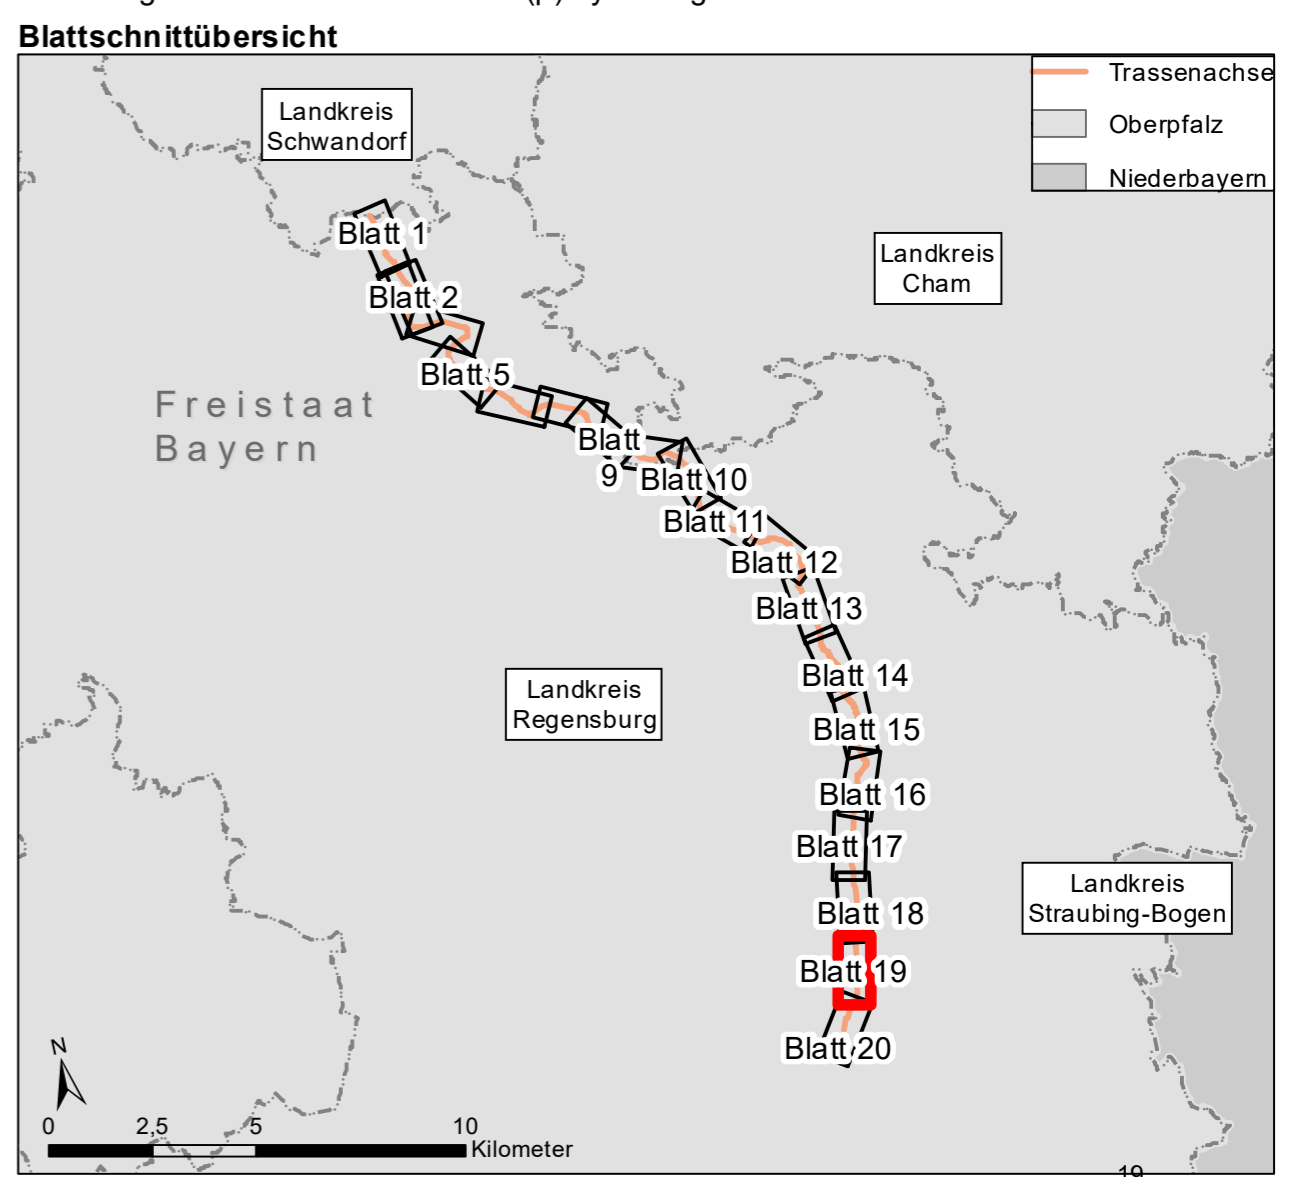 Blattschnittübersicht
Trassenachse
Oberpfalz
Niederbayern
Landkreis
Schwandorf
Landkreis
Cham
Blatt 1
Blatt 2
Blatt 5
Freistaat
Bayern
Blatt
9
Blatt 10
Blatt 11
Blatt 12
Blatt 13
Blatt 14
Landkreis
Regensburg
Blatt 15
Blatt 16
Blatt 17
Blatt 18
Landkreis
Straubing-Bogen
Blatt 19
Blatt 20
N
0 2,5 5 10
Kilometer